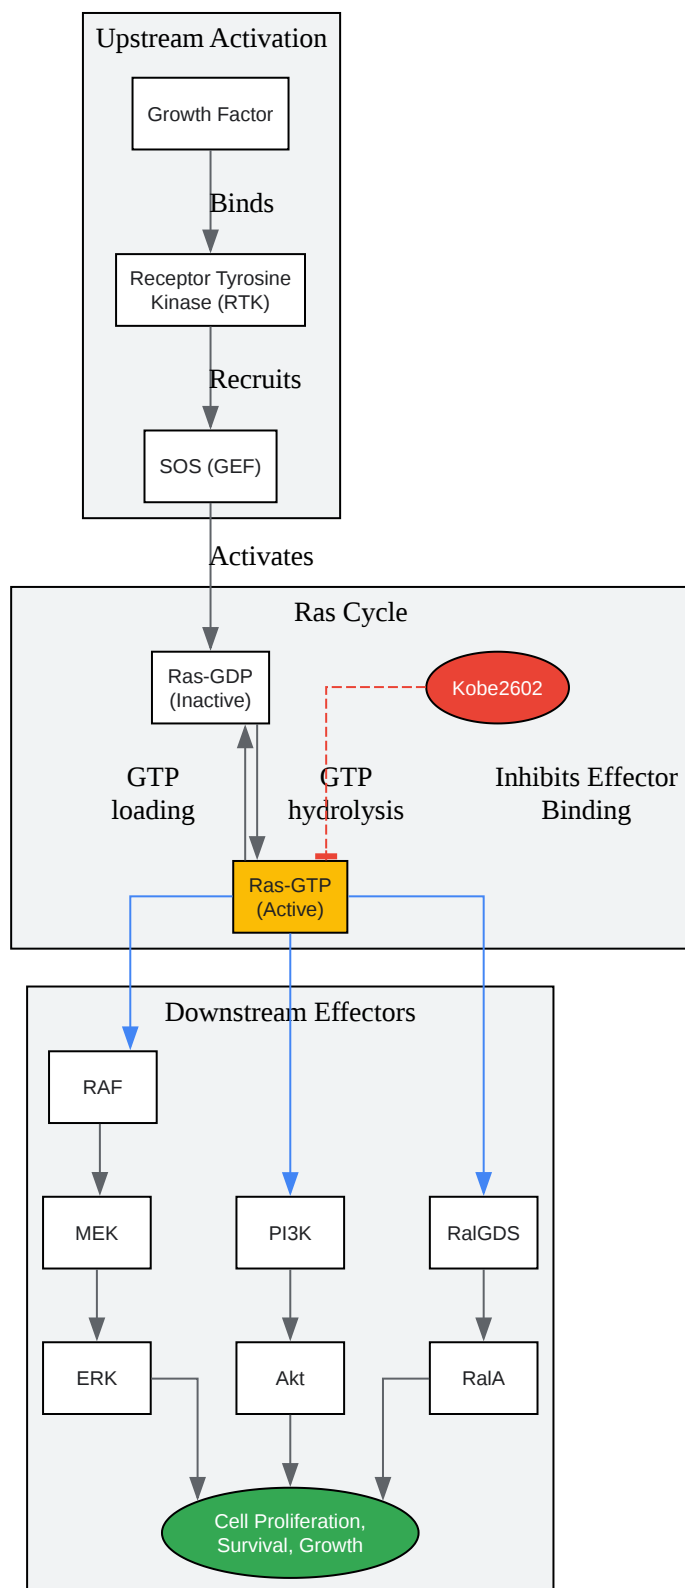 Upstream Activation
Growth Factor
Binds
Receptor Tyrosine
Kinase (RTK)
Recruits
SOS (GEF)
Activates
Ras Cycle
Ras-GDP
(Inactive)
Kobe2602
GTP
loading
GTP
hydrolysis
Inhibits Effector
Binding
Ras-GTP
(Active)
Downstream Effectors
RAF
MEK
PI3K
RalGDS
ERK
Akt
RalA
Cell Proliferation,
Survival, Growth